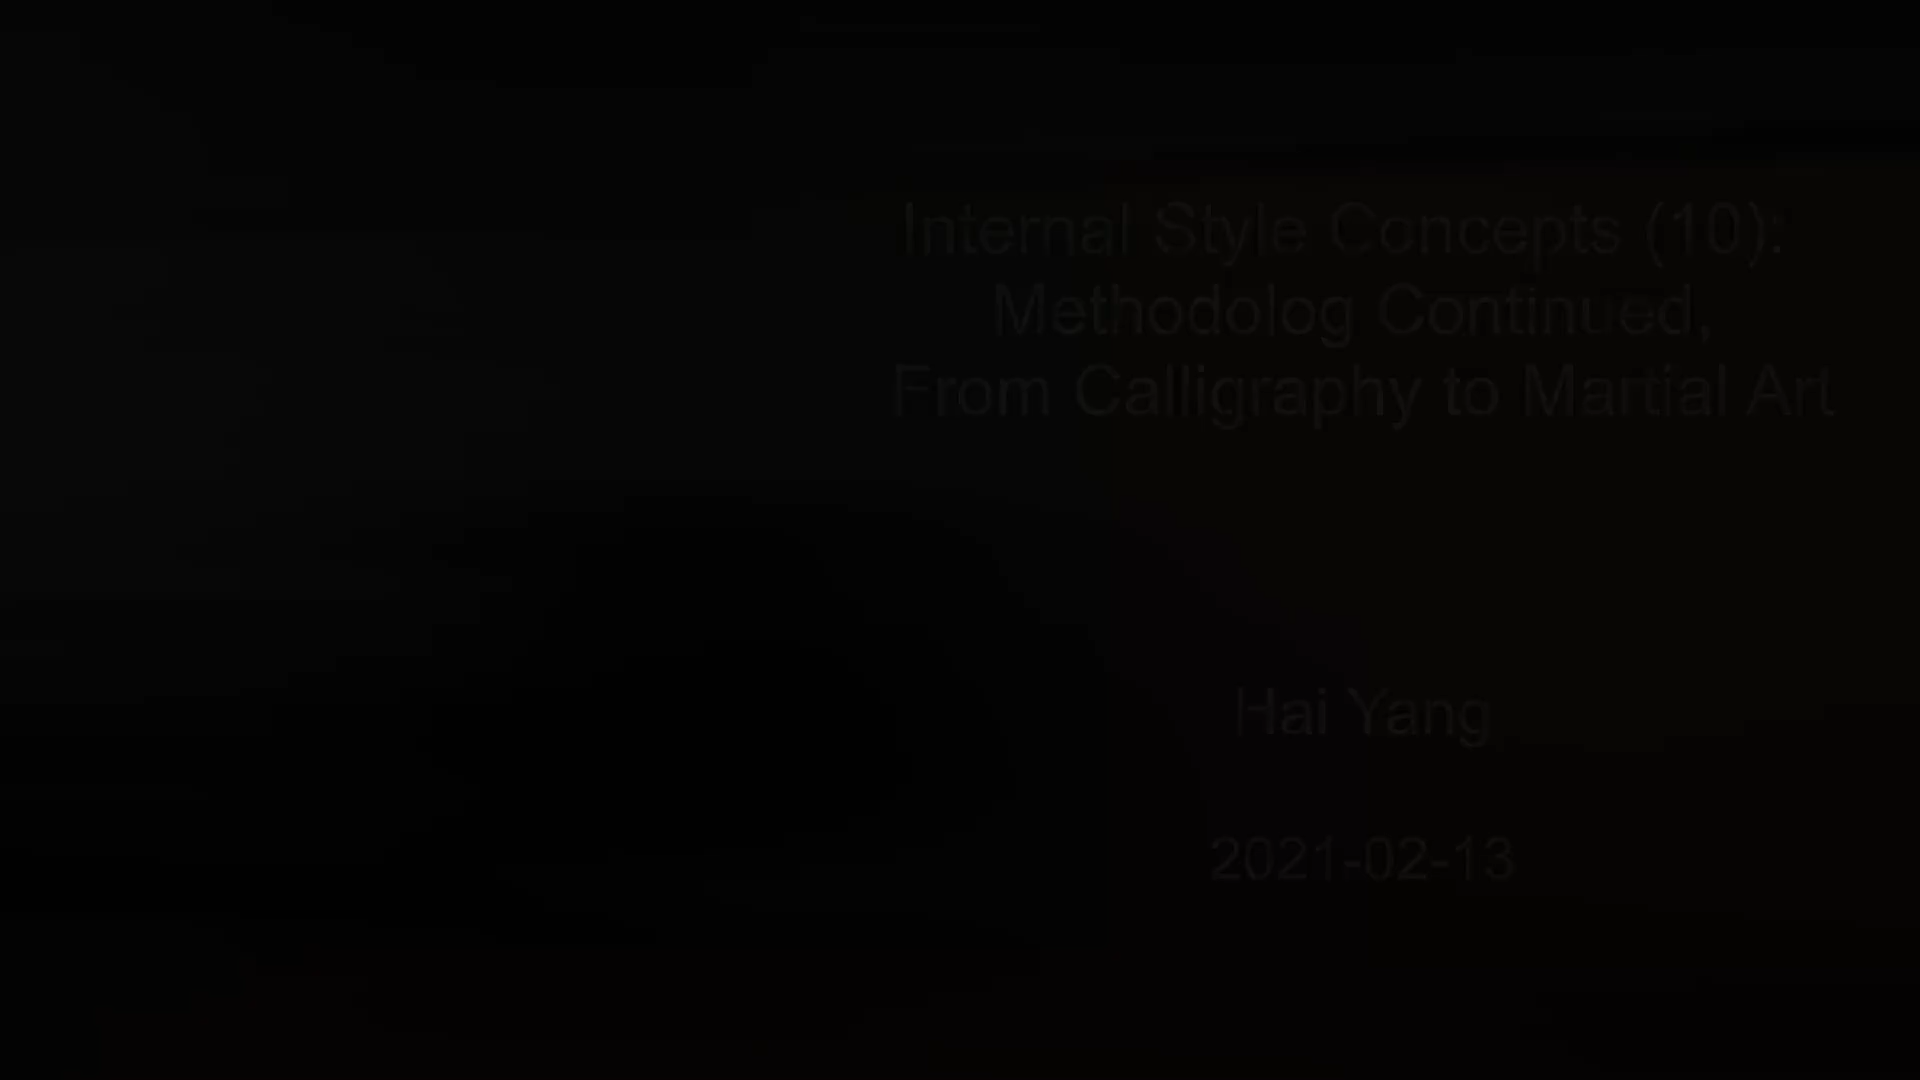 Internal Style Concepts (10):
Methodolog Continued,
From Calligraphy to Martial Art
Hai Yang
2021-02-13